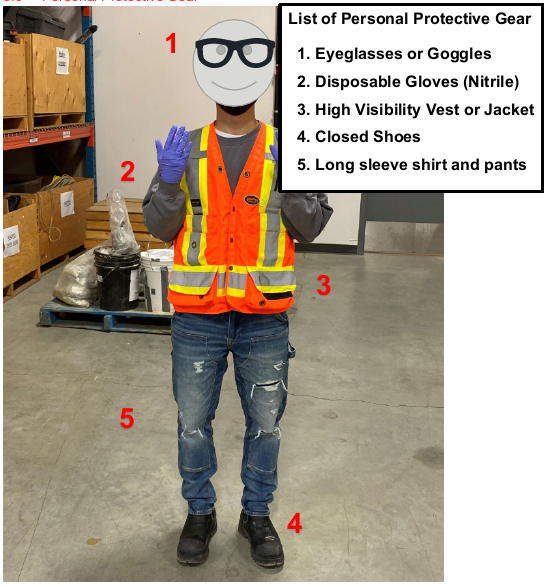 List of Personal Protective Gear
1. Eyeglasses or Goggles
2. Disposable Gloves (Nitrile)
3. High Visibility Vest or Jacket
4. Closed Shoes
5. Long sleeve shirt and pants
1
2
3
5
4